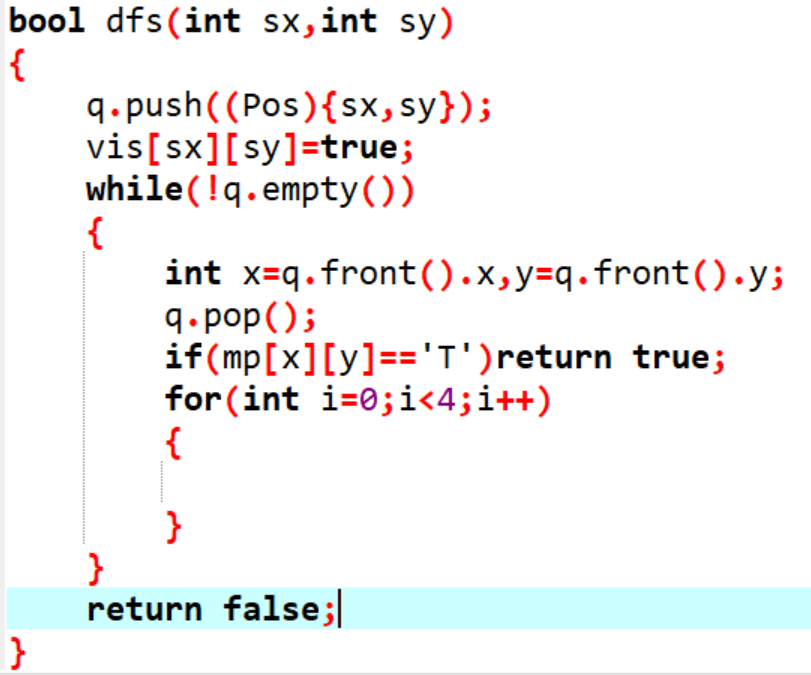 bool dfs(int sx,int sy)
{
    q.push((Pos){sx,sy});
    vis[sx][sy]=true;
    while(!q.empty())
    {
        int x=q.front().x,y=q.front().y;
        q.pop();
        if(mp[x][y]=='T')return true;
        for(int i=0;i<4;i++)
        {
        }
    }
    return false;
}